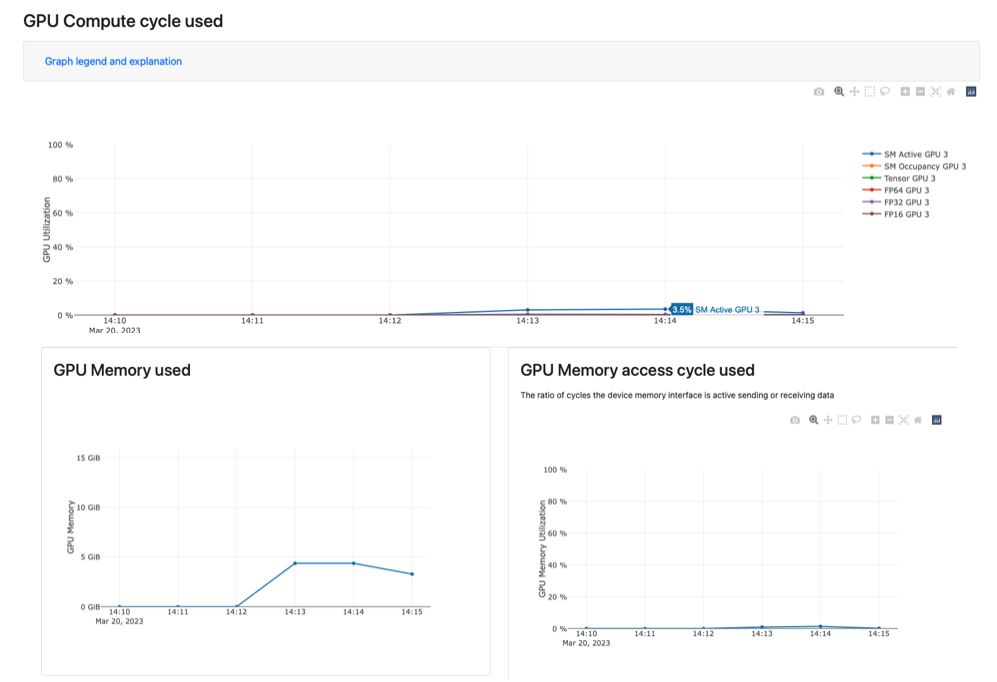 GPU Compute cycle used
Graph legend and explanation
100 %
80 %
60 %
40 %
20 %
0 %
GPU Utilization
SM Active GPU 3
SM Occupancy GPU 3
Tensor GPU 3
FP64 GPU 3
FP32 GPU 3
FP16 GPU 3
3.5% SM Active GPU 3
14:10 14:11 14:12 14:13 14:14 14:15
Mar 20, 2023
GPU Memory used
15 GiB
10 GiB
5 GiB
0 GiB
GPU Memory
14:10 14:11 14:12 14:13 14:14 14:15
Mar 20, 2023
GPU Memory access cycle used
The ratio of cycles the device memory interface is active sending or receiving data
100 %
80 %
60 %
40 %
20 %
0 %
GPU Memory Utilization
14:10 14:11 14:12 14:13 14:14 14:15
Mar 20, 2023